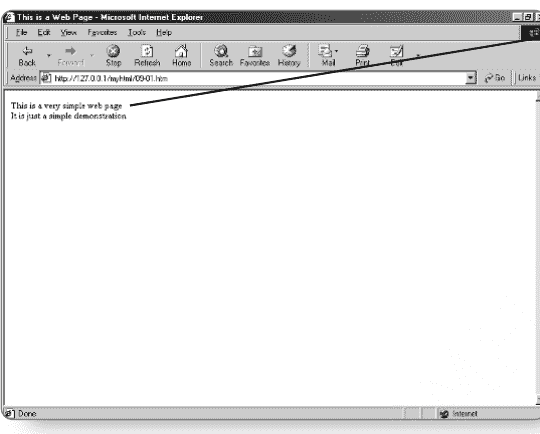 This is a Web Page - Microsoft Internet Explorer
File Edit View Favorites Tools Help
Back Forward Stop Refresh Home Search Favorites History Mail Print Edit
Address http://127.0.0.1/myhtml/09-01.htm Go Links
This is a very simple web page
It is just a simple demonstration
Done Internet